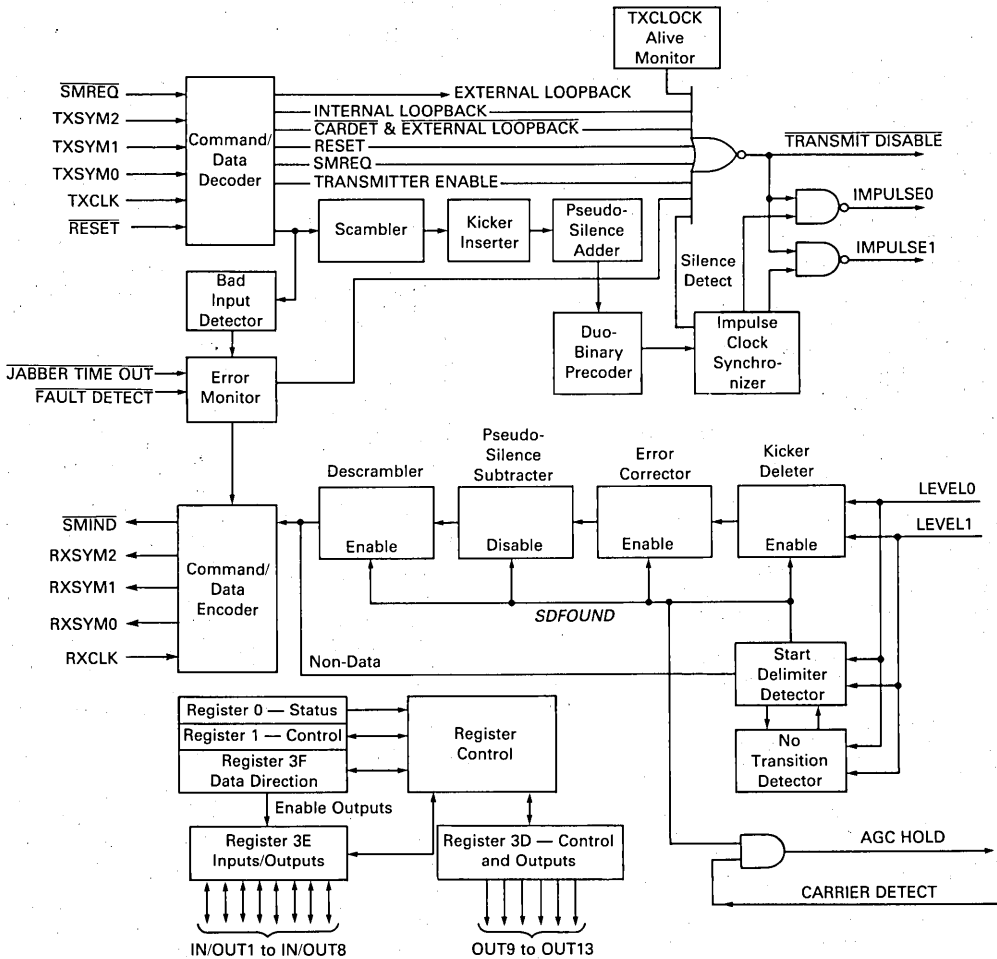 TXCLOCK
Alive
Monitor
SMREQ
TXSYM2
TXSYM1
TXSYM0
TXCLK
RESET
Command/
Data
Decoder
EXTERNAL LOOPBACK
INTERNAL LOOPBACK
CARDET & EXTERNAL LOOPBACK
RESET
SMREQ
TRANSMITTER ENABLE
TRANSMIT DISABLE
IMPULSE0
IMPULSE1
Scambler
Kicker
Inserter
Pseudo-
Silence
Adder
Silence
Detect
Bad
Input
Detector
Duo-
Binary
Precoder
Impulse
Clock
Synchro-
nizer
JABBER TIME OUT
FAULT DETECT
Error
Monitor
Descrambler
Pseudo-
Silence
Subtracter
Error
Corrector
Kicker
Deleter
Enable
Disable
Enable
Enable
LEVEL0
LEVEL1
SMIND
RXSYM2
RXSYM1
RXSYM0
RXCLK
Command/
Data
Encoder
SDFOUND
Non-Data
Start
Delimiter
Detector
No
Transition
Detector
Register 0 — Status
Register 1 — Control
Register 3F
Data Direction
Register
Control
Enable Outputs
Register 3E
Inputs/Outputs
Register 3D — Control
and Outputs
IN/OUT1 to IN/OUT8
OUT9 to OUT13
AGC HOLD
CARRIER DETECT